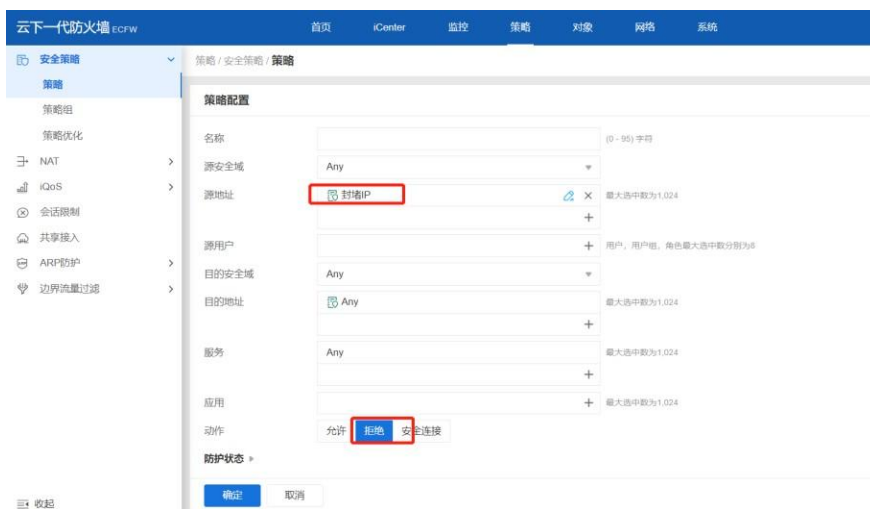 云下一代防火墙 ECFW 首页 iCenter 监控 策略 对象 网络 系统
安全策略
策略
策略组
策略优化
NAT
iQoS
会话限制
共享接入
ARP防护
边界流量过滤
收起
策略 / 安全策略 / 策略
策略配置
名称 (0 - 95) 字符
源安全域 Any
源地址 封堵IP 最大选中数为1,024
源用户 用户、用户组、角色最大选中数分别为8
目的安全域 Any
目的地址 Any 最大选中数为1,024
服务 Any 最大选中数为1,024
应用 最大选中数为1,024
动作 允许 拒绝 安全连接
防护状态
确定 取消